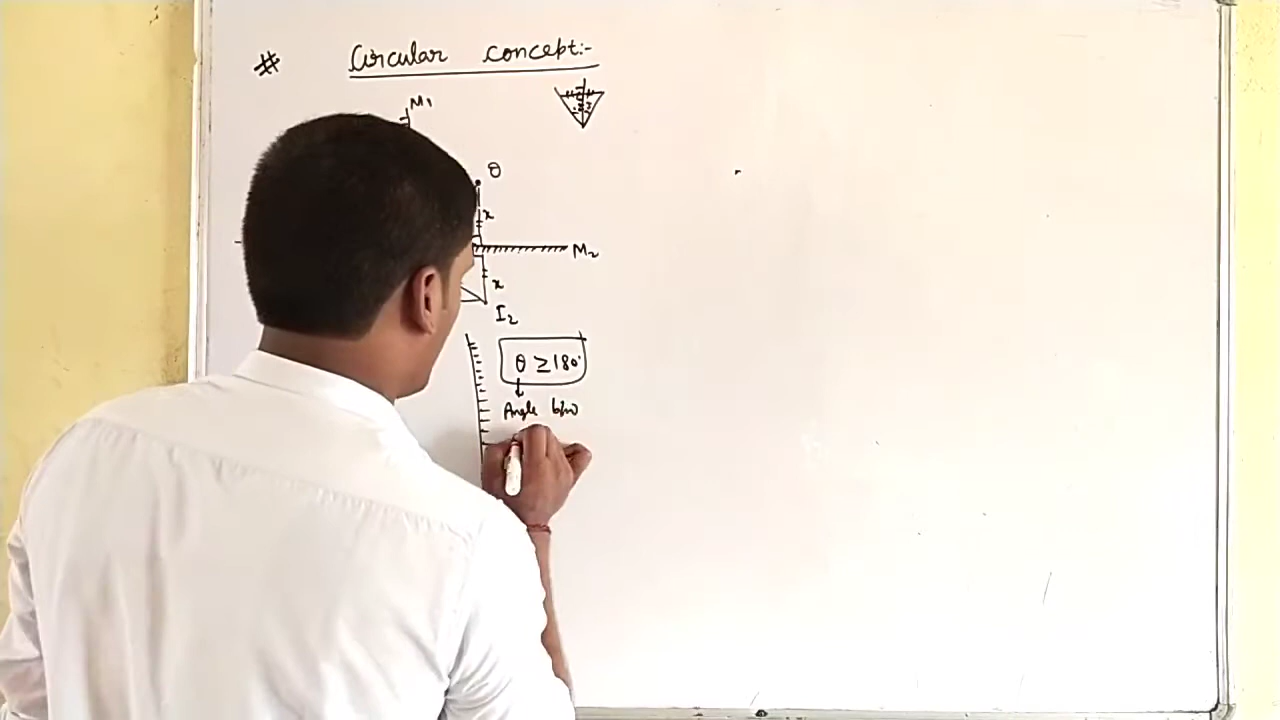 # Circular concept:-
M₁
θ
x
M₂
x
I₂
θ ≥ 180°
Angle b/w